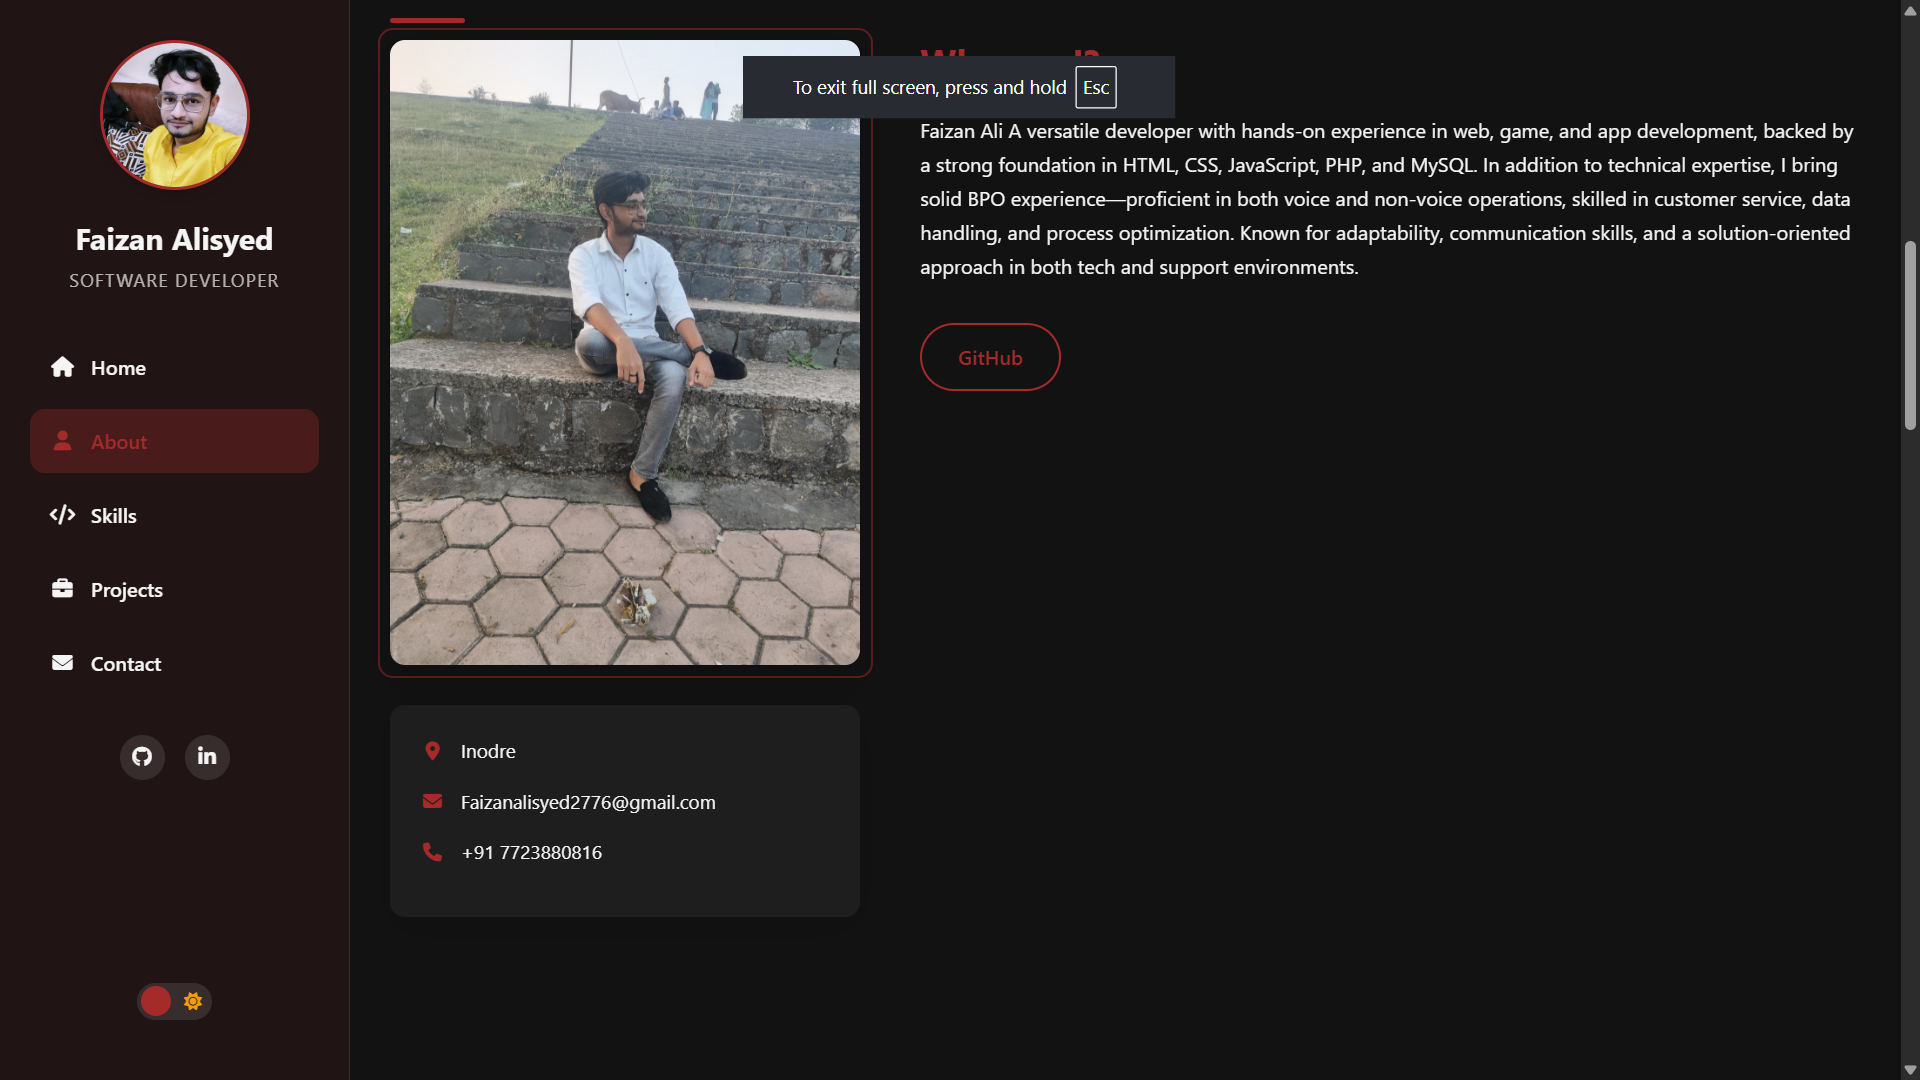 Faizan Alisyed
SOFTWARE DEVELOPER
Home
About
Skills
Projects
Contact
To exit full screen, press and hold Esc
Faizan Ali A versatile developer with hands-on experience in web, game, and app development, backed by
a strong foundation in HTML, CSS, JavaScript, PHP, and MySQL. In addition to technical expertise, I bring
solid BPO experience—proficient in both voice and non-voice operations, skilled in customer service, data
handling, and process optimization. Known for adaptability, communication skills, and a solution-oriented
approach in both tech and support environments.
GitHub
Inodre
Faizanalisyed2776@gmail.com
+91 7723880816